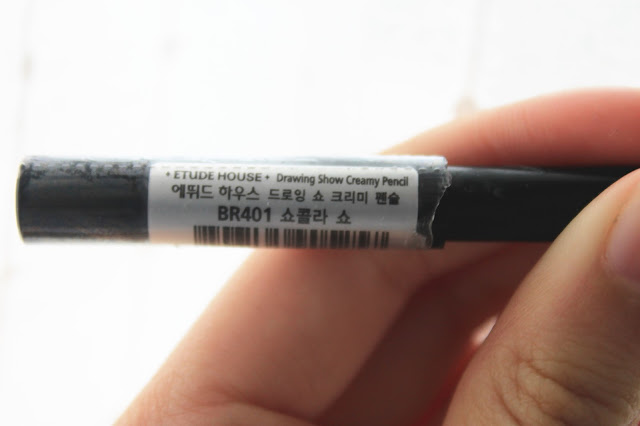 • ETUDE HOUSE • Drawing Show Creamy Pencil
에뛰드 하우스 드로잉 쇼 크리미 펜슬
BR401 쇼콜라 쇼